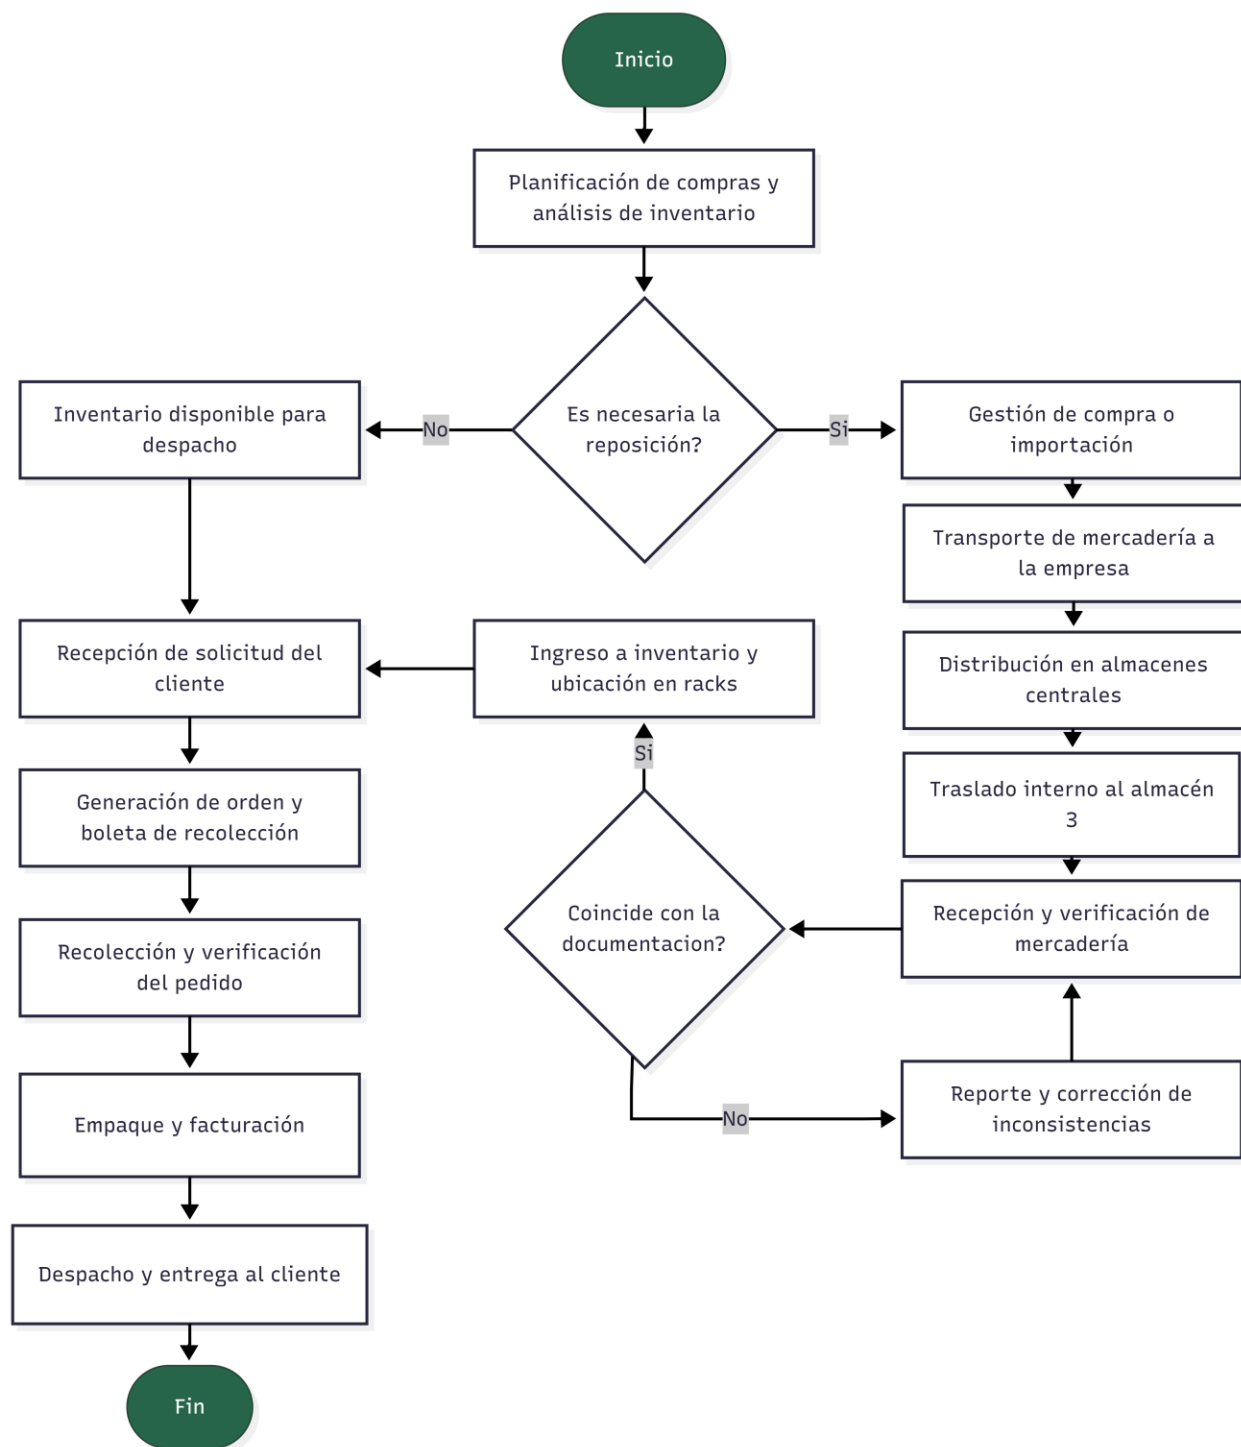 Inicio
Planificación de compras y
análisis de inventario
Es necesaria la
reposición?
No
Si
Inventario disponible para
despacho
Gestión de compra o
importación
Transporte de mercadería a
la empresa
Distribución en almacenes
centrales
Traslado interno al almacén
3
Recepción y verificación de
mercadería
Coincide con la
documentacion?
Si
No
Reporte y corrección de
inconsistencias
Ingreso a inventario y
ubicación en racks
Recepción de solicitud del
cliente
Generación de orden y
boleta de recolección
Recolección y verificación
del pedido
Empaque y facturación
Despacho y entrega al cliente
Fin